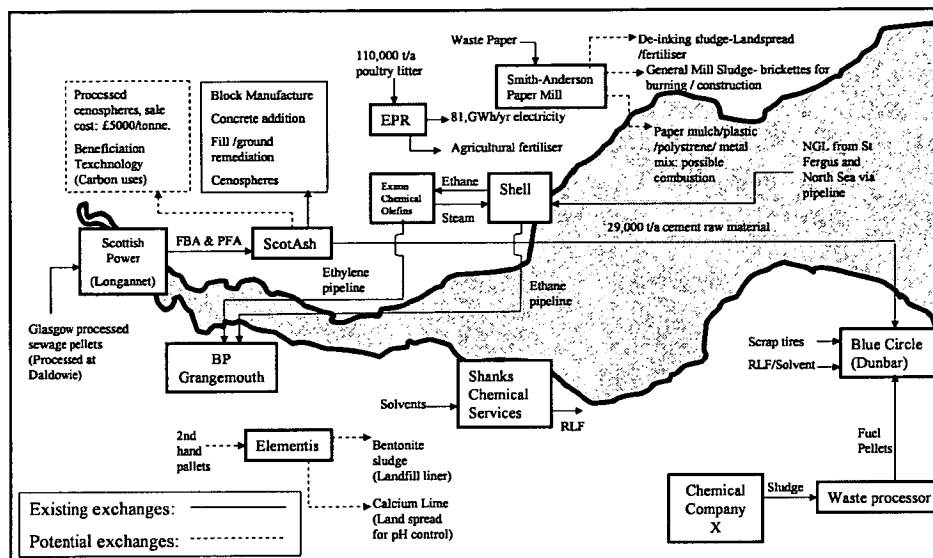 Waste Paper
De-inking sludge-Landspread
/fertiliser
General Mill Sludge- brickettes for
burning / construction
Smith-Anderson
Paper Mill
110,000 t/a
poultry litter
EPR
81,GWh/yr electricity
Agricultural fertiliser
Paper mulch/plastic
/polystrene/ metal
mix: possible
combustion
NGL from St
Fergus and
North Sea via
pipeline
Processed
cenospheres, sale
cost: £5000/tonne.
Beneficiation
Texchnology
(Carbon uses)
Block Manufacture
Concrete addition
Fill /ground
remediation
Cenospheres
Exxon
Chemical
Olefins
Ethane
Steam
Shell
Scottish
Power
(Longannet)
FBA & PFA
ScotAsh
29,000 t/a cement raw material
Ethylene
pipeline
Ethane
pipeline
Glasgow processed
sewage pellets
(Processed at
Daldowie)
BP
Grangemouth
Solvents
Shanks
Chemical
Services
RLF
Scrap tires
RLF/Solvent
Blue Circle
(Dunbar)
Fuel
Pellets
2nd
hand
pallets
Elementis
Bentonite
sludge
(Landfill liner)
Calcium Lime
(Land spread
for pH control)
Chemical
Company
X
Sludge
Waste processor
Existing exchanges:
Potential exchanges: